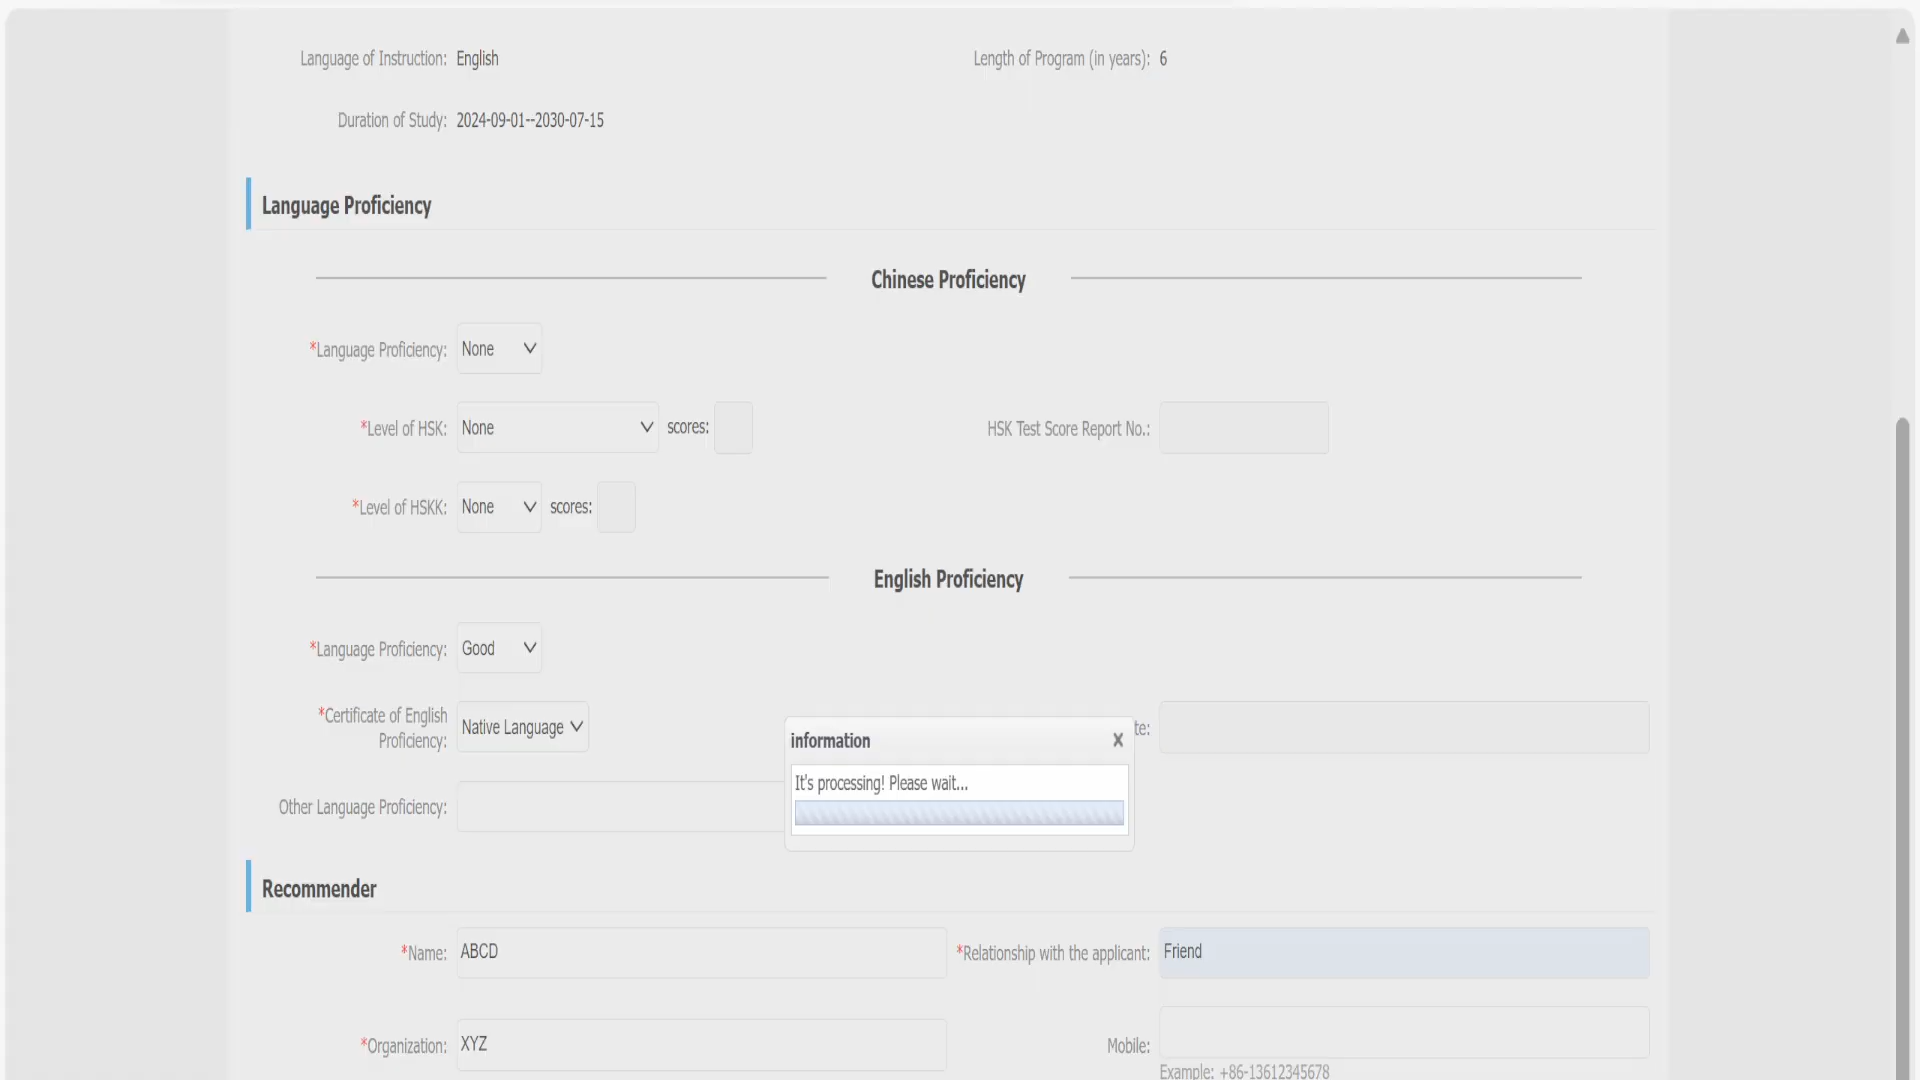 Language of Instruction: English Length of Program (in years): 6
Duration of Study: 2024-09-01--2030-07-15
Language Proficiency
Chinese Proficiency
*Language Proficiency: None
*Level of HSK: None scores: HSK Test Score Report No.:
*Level of HSKK: None scores:
English Proficiency
*Language Proficiency: Good
*Certificate of English
Proficiency: Native Language te:
information
It's processing! Please wait...
Other Language Proficiency:
Recommender
*Name: ABCD *Relationship with the applicant: Friend
*Organization: XYZ Mobile:
Example: +86-13612345678